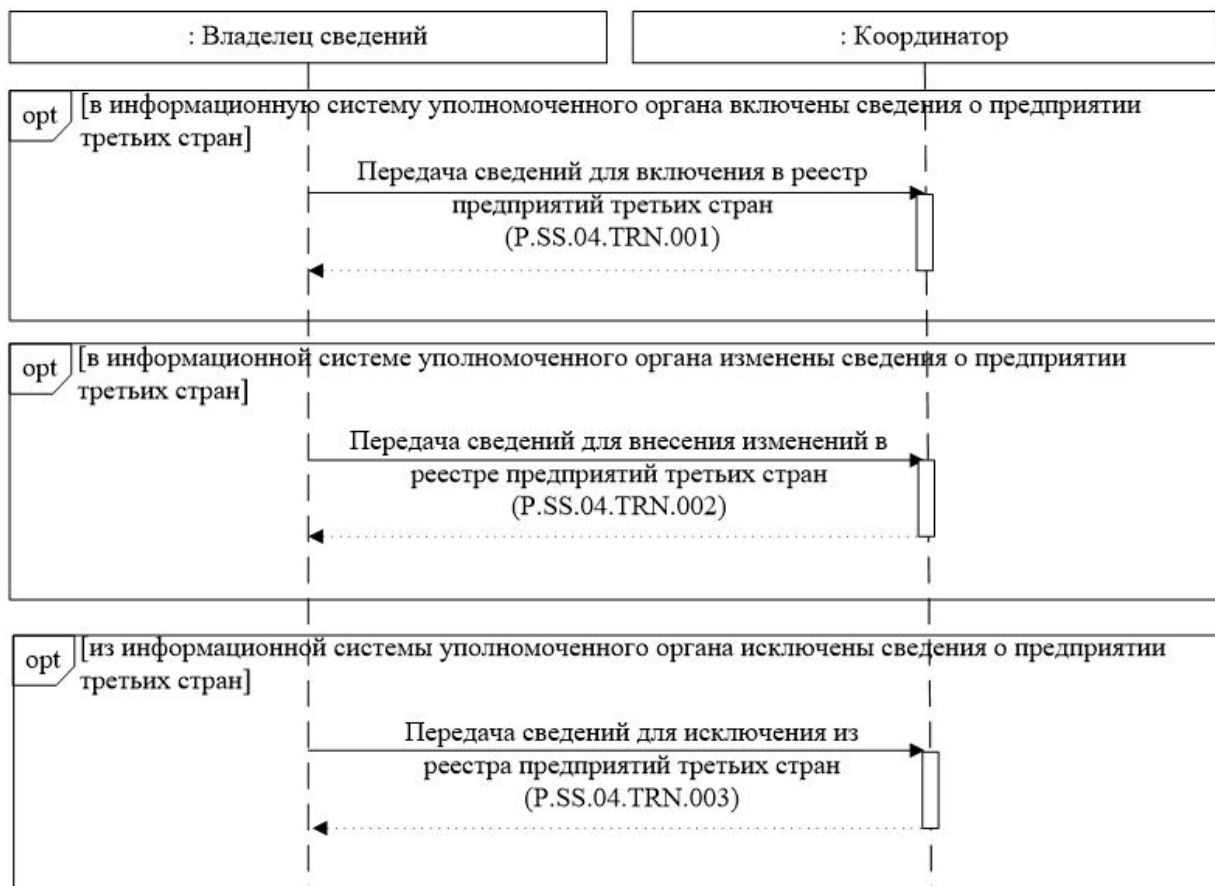 : Владелец сведений
: Координатор
opt
[в информационную систему уполномоченного органа включены сведения о предприятии
третьих стран]
Передача сведений для включения в реестр
предприятий третьих стран
(P.SS.04.TRN.001)
opt
[в информационной системе уполномоченного органа изменены сведения о предприятии
третьих стран]
Передача сведений для внесения изменений в
реестре предприятий третьих стран
(P.SS.04.TRN.002)
opt
[из информационной системы уполномоченного органа исключены сведения о предприятии
третьих стран]
Передача сведений для исключения из
реестра предприятий третьих стран
(P.SS.04.TRN.003)